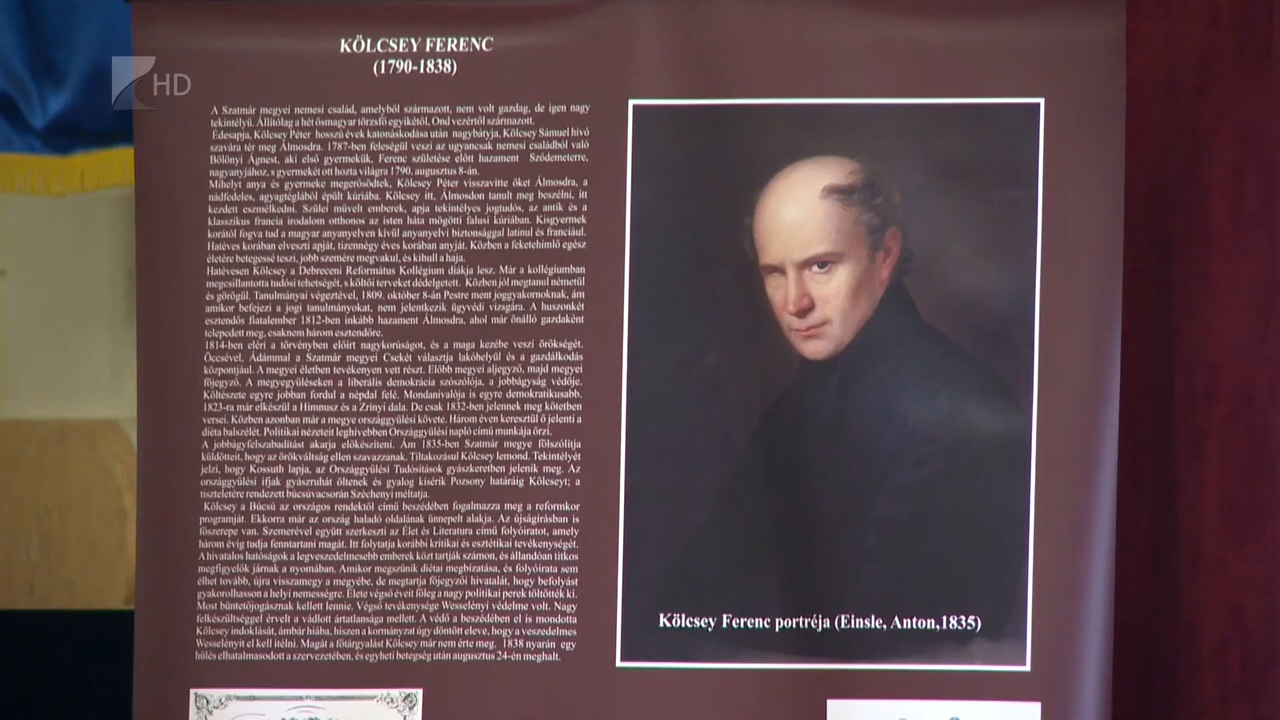 HD
KÖLCSEY FERENC
(1790-1838)
A Szatmár megyei nemesi család, amelyből származott, nem volt gazdag, de igen nagy
tekintélyű. Állítólag a hét ősmagyar törzsfő egyikétől, Ond vezértől származott.
Édesapja, Kölcsey Péter hosszú évek katonáskodása után nagybátyja, Kölcsey Sámuel hívó
szavára tér meg Álmosdra. 1787-ben feleségül veszi az ugyancsak nemesi családból való
Bölönyi Ágnest, aki első gyermekük, Ferenc születése előtt hazament Sződemeterre,
nagyanyjához, s gyermekét ott hozta világra 1790, augusztus 8-án.
Mihelyt anya és gyermeke megerősödtek, Kölcsey Péter visszavitte őket Álmosdra, a
nádfedeles, agyagtéglából épült kúriába. Kölcsey itt, Álmosdon tanult meg beszélni, itt
kezdett eszmélkedni. Szülei művelt emberek, apja tekintélyes jogtudós, az antik és a
klasszikus francia irodalom otthonos az isten háta mögötti falusi kúriában. Kisgyermek
korától fogva tud a magyar anyanyelven kívül anyanyelvi biztonsággal latinul és franciául.
Hatéves korában elveszti apját, tizennégy éves korában anyját. Közben a feketehimlő egész
életére betegessé teszi, jobb szemére megvakul, és kihull a haja.
Hatévesen Kölcsey a Debreceni Református Kollégium diákja lesz. Már a kollégiumban
megcsillantotta tudósi tehetségét, s költői terveket dédelgetett. Közben jól megtanul németül
és görögül. Tanulmányai végeztével, 1809. október 8-án Pestre ment joggyakornoknak, ám
amikor befejezi a jogi tanulmányokat, nem jelentkezik ügyvédi vizsgára. A huszonkét
esztendős fiatalember 1812-ben inkább hazament Álmosdra, ahol már önálló gazdaként
telepedett meg, csaknem három esztendőre.
1814-ben eléri a törvényben előírt nagykorúságot, és a maga kezébe veszi örökségét.
Öccsével, Ádámmal a Szatmár megyei Csekét választja lakóhelyül és a gazdálkodás
központjául. A megyei életben tevékenyen vett részt. Előbb megyei aljegyző, majd megyei
főjegyző. A megyegyűléseken a liberális demokrácia szószólója, a jobbágyság védője.
Költészete egyre jobban fordul a népdal felé. Mondanivalója is egyre demokratikusabb.
1823-ra már elkészül a Himnusz és a Zrínyi dala. De csak 1832-ben jelennek meg kötetben
versei. Közben azonban már a megye országgyűlési követe. Három éven keresztül ő jelenti a
diéta balszélét. Politikai nézeteit leghívebben Országgyűlési napló című munkája őrzi.
A jobbágyfelszabadítást akarja előkészíteni. Ám 1835-ben Szatmár megye fölszólítja
küldötteit, hogy az örökváltság ellen szavazzanak. Tiltakozásul Kölcsey lemond. Tekintélyét
jelzi, hogy Kossuth lapja, az Országgyűlési Tudósítások gyászkeretben jelenik meg. Az
országgyűlési ifjak gyászruhát öltenek és gyalog kísérik Pozsony határáig Kölcseyt; a
tiszteletére rendezett búcsúvacsorán Széchenyi méltatja.
Kölcsey a Búcsú az országos rendektől című beszédében fogalmazza meg a reformkor
programját. Ekkorra már az ország haladó oldalának ünnepelt alakja. Az újságírásban is
főszerepe van. Szemerével együtt szerkeszti az Élet és Literatura című folyóiratot, amely
három évig tudja fenntartani magát. Itt folytatja korábbi kritikai és esztétikai tevékenységét.
A hivatalos hatóságok a legveszedelmesebb emberek közt tartják számon, és állandóan titkos
megfigyelők járnak a nyomában. Amikor megszűnik diétai megbízatása, és folyóirata sem
élhet tovább, újra visszamegy a megyébe, de megtartja főjegyzői hivatalát, hogy befolyást
gyakorolhasson a helyi nemességre. Élete végső éveit főleg a nagy politikai perek töltötték ki.
Most büntetőjogásznak kellett lennie. Végső tevékenysége Wesselényi védelme volt. Nagy
felkészültséggel érvelt a vádlott ártatlansága mellett. A védő a beszédében el is mondotta
Kölcsey indoklását, ámbár hiába, hiszen a kormányzat úgy döntött eleve, hogy a veszedelmes
Wesselényit el kell ítélni. Magát a főtárgyalást Kölcsey már nem érte meg. 1838 nyarán egy
hűlés elhatalmasodott a szervezetében, és egyheti betegség után augusztus 24-én meghalt.
Kölcsey Ferenc portréja (Einsle, Anton,1835)